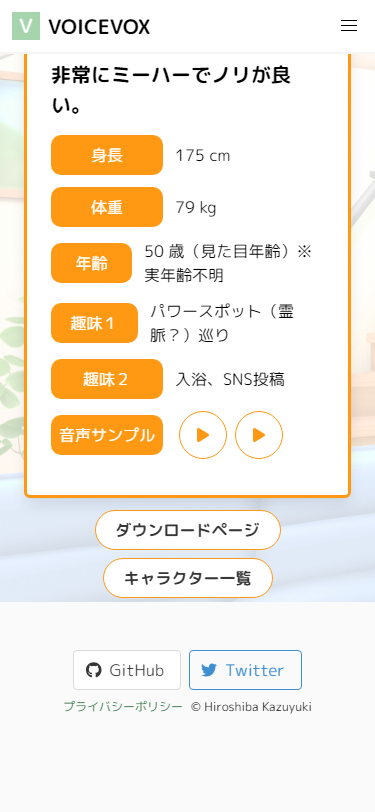 V VOICEVOX
非常にミーハーでノリが良
い。
身長 175 cm
体重 79 kg
年齢 50 歳（見た目年齢）※
実年齢不明
趣味１ パワースポット（霊
脈？）巡り
趣味２ 入浴、SNS投稿
音声サンプル
ダウンロードページ
キャラクター一覧
GitHub Twitter
プライバシーポリシー © Hiroshiba Kazuyuki